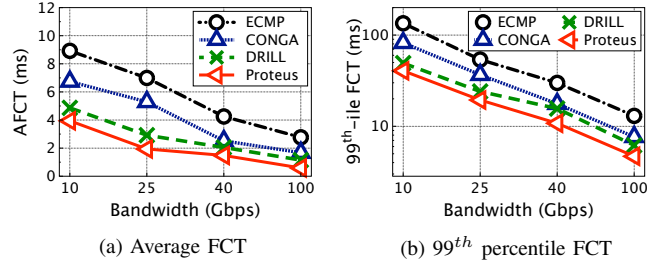 12
10
8
6
4
2
0
AFCT (ms)
ECMP
CONGA
DRILL
Proteus
10 25 40 100
Bandwidth (Gbps)
(a) Average FCT
100
10
99th-ile FCT (ms)
ECMP DRILL
CONGA Proteus
10 25 40 100
Bandwidth (Gbps)
(b) 99th percentile FCT